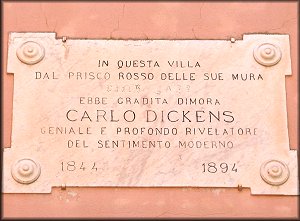 IN QUESTA VILLA
DAL PRISCO ROSSO DELLE SUE MURA
EBBE GRADITA DIMORA
CARLO DICKENS
GENIALE E PROFONDO RIVELATORE
DEL SENTIMENTO MODERNO
1844 1894